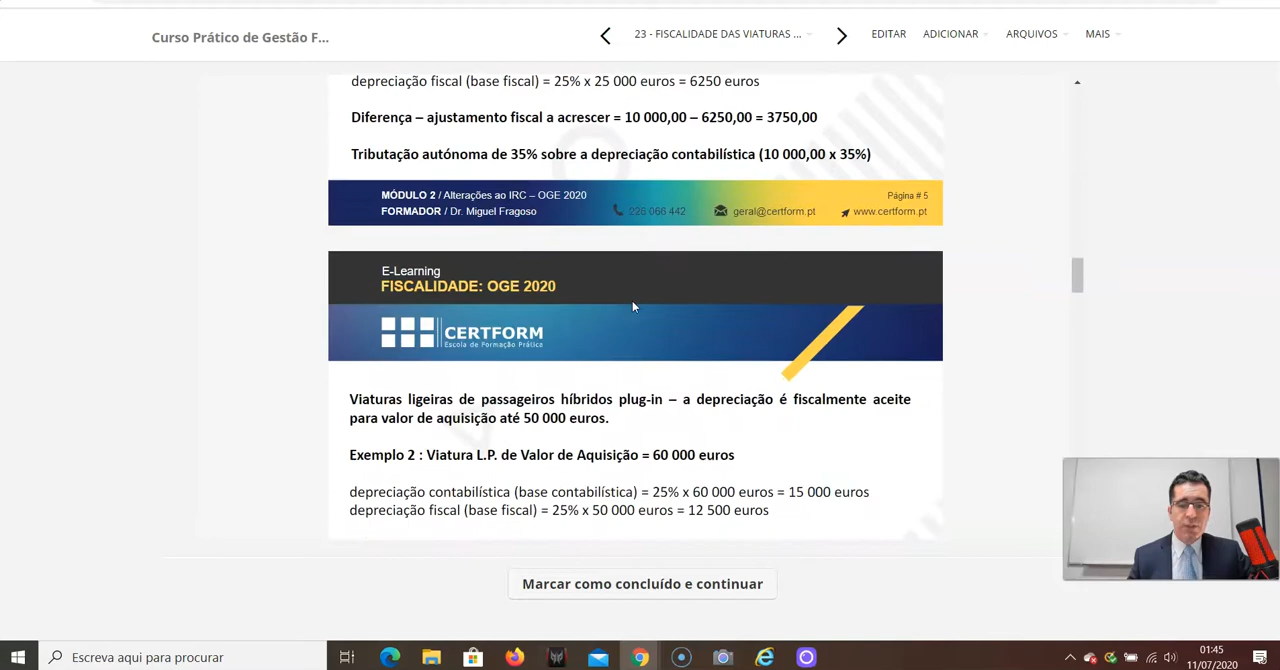 Curso Prático de Gestão F...
23 - FISCALIDADE DAS VIATURAS ...
EDITAR
ADICIONAR
ARQUIVOS
MAIS
depreciação fiscal (base fiscal) = 25% x 25 000 euros = 6250 euros
Diferença – ajustamento fiscal a acrescer = 10 000,00 – 6250,00 = 3750,00
Tributação autónoma de 35% sobre a depreciação contabilística (10 000,00 x 35%)
MÓDULO 2 / Alterações ao IRC – OGE 2020
Página # 5
FORMADOR / Dr. Miguel Fragoso
228 066 442
geral@certform.pt
www.certform.pt
E-Learning
FISCALIDADE: OGE 2020
CERTFORM
Escola de Formação Prática
Viaturas ligeiras de passageiros híbridos plug-in – a depreciação é fiscalmente aceite
para valor de aquisição até 50 000 euros.
Exemplo 2 : Viatura L.P. de Valor de Aquisição = 60 000 euros
depreciação contabilística (base contabilística) = 25% x 60 000 euros = 15 000 euros
depreciação fiscal (base fiscal) = 25% x 50 000 euros = 12 500 euros
Marcar como concluído e continuar
Escreva aqui para procurar
01:45
11/07/2020